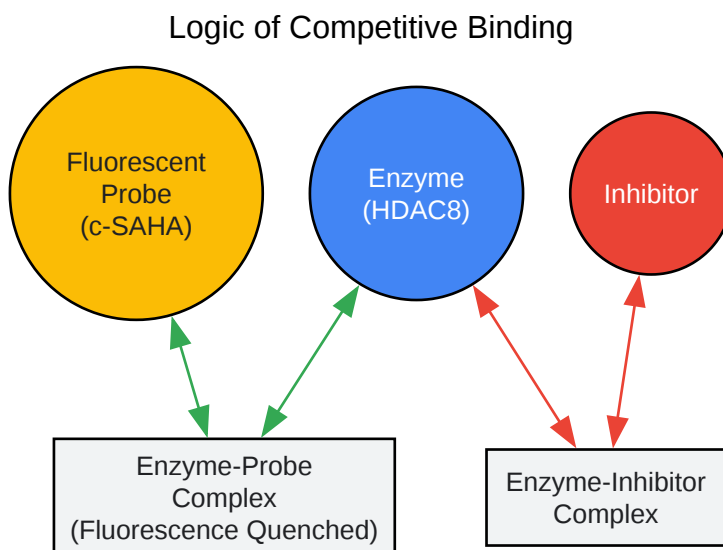 Logic of Competitive Binding
Fluorescent
Probe
(c-SAHA)
Enzyme
(HDAC8)
Inhibitor
Enzyme-Probe
Complex
(Fluorescence Quenched)
Enzyme-Inhibitor
Complex